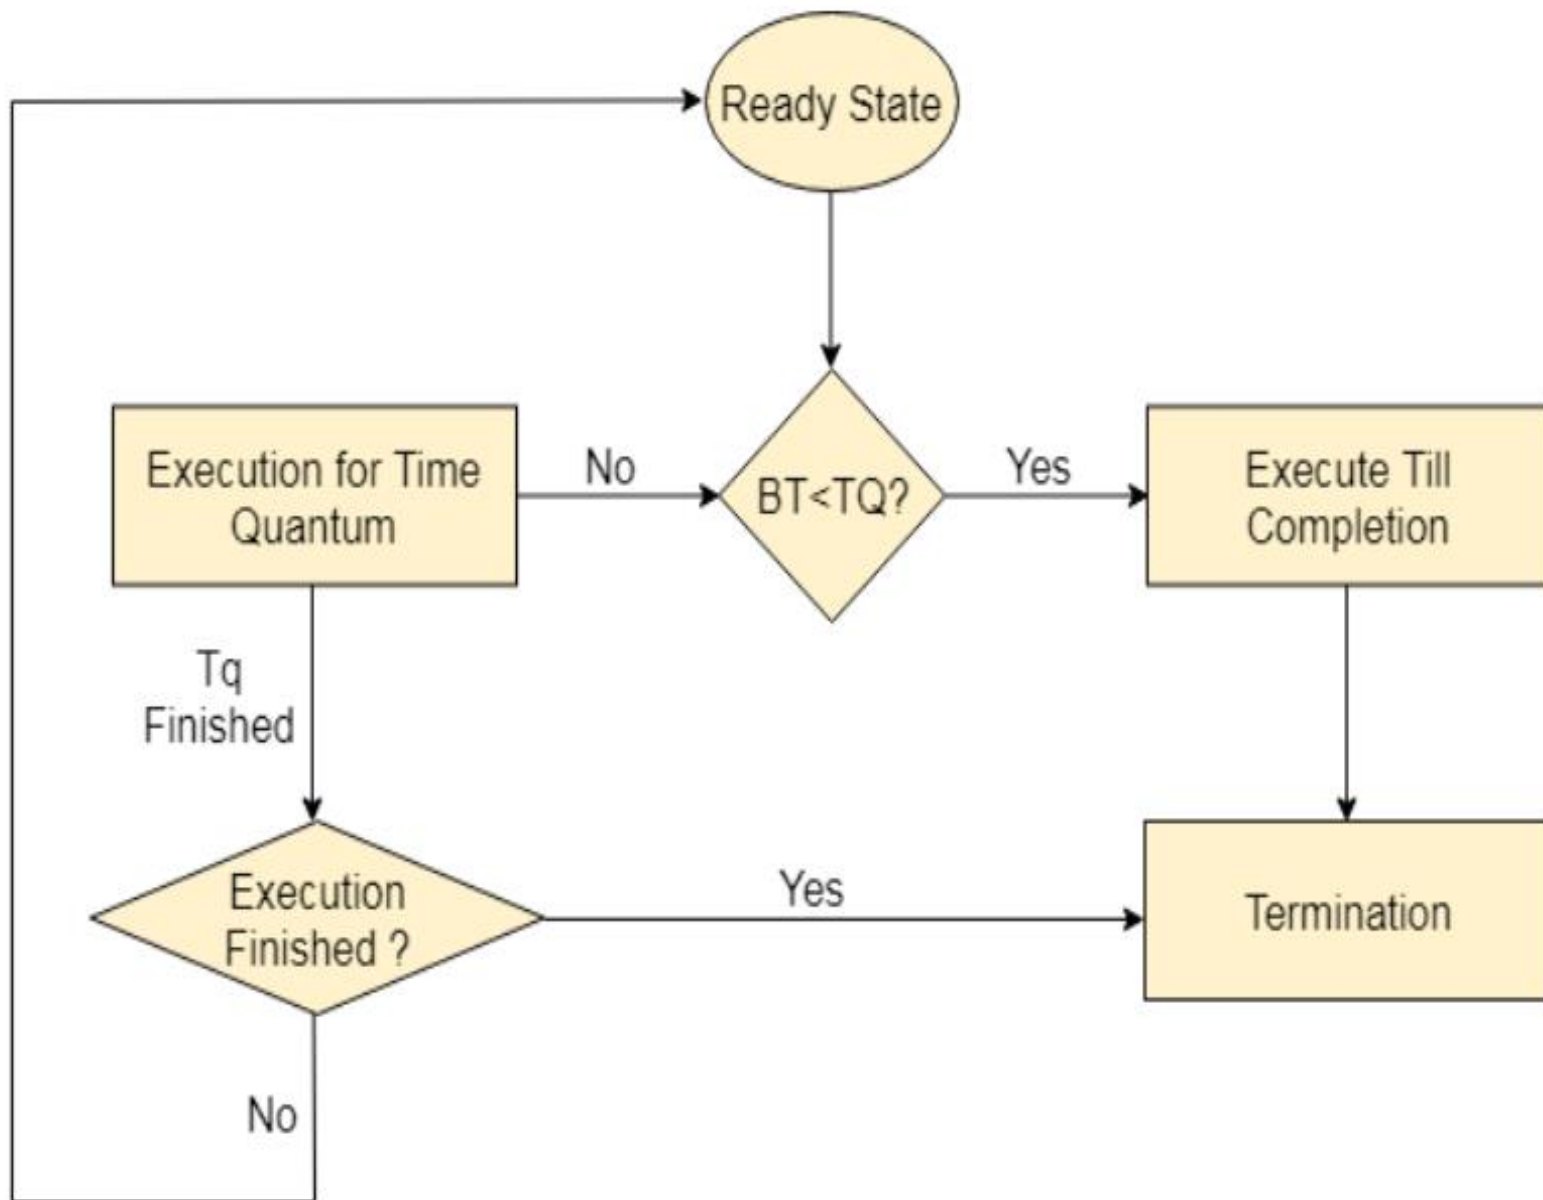 Ready State
Execution for Time
Quantum
No
BT<TQ?
Yes
Execute Till
Completion
Tq
Finished
Execution
Finished ?
Yes
Termination
No